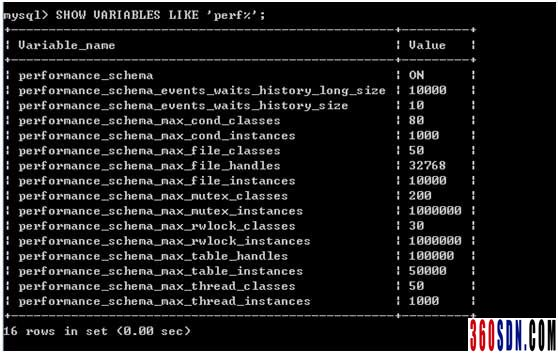 mysql> SHOW VARIABLES LIKE 'perf%';
+---------------------------------------------------+---------+
| Variable_name | Value |
+---------------------------------------------------+---------+
| performance_schema | ON |
| performance_schema_events_waits_history_long_size | 10000 |
| performance_schema_events_waits_history_size | 10 |
| performance_schema_max_cond_classes | 80 |
| performance_schema_max_cond_instances | 1000 |
| performance_schema_max_file_classes | 50 |
| performance_schema_max_file_handles | 32768 |
| performance_schema_max_file_instances | 10000 |
| performance_schema_max_mutex_classes | 200 |
| performance_schema_max_mutex_instances | 1000000 |
| performance_schema_max_rwlock_classes | 30 |
| performance_schema_max_rwlock_instances | 1000000 |
| performance_schema_max_table_handles | 100000 |
| performance_schema_max_table_instances | 50000 |
| performance_schema_max_thread_classes | 50 |
| performance_schema_max_thread_instances | 1000 |
+---------------------------------------------------+---------+
16 rows in set (0.00 sec)
360SDN.COM